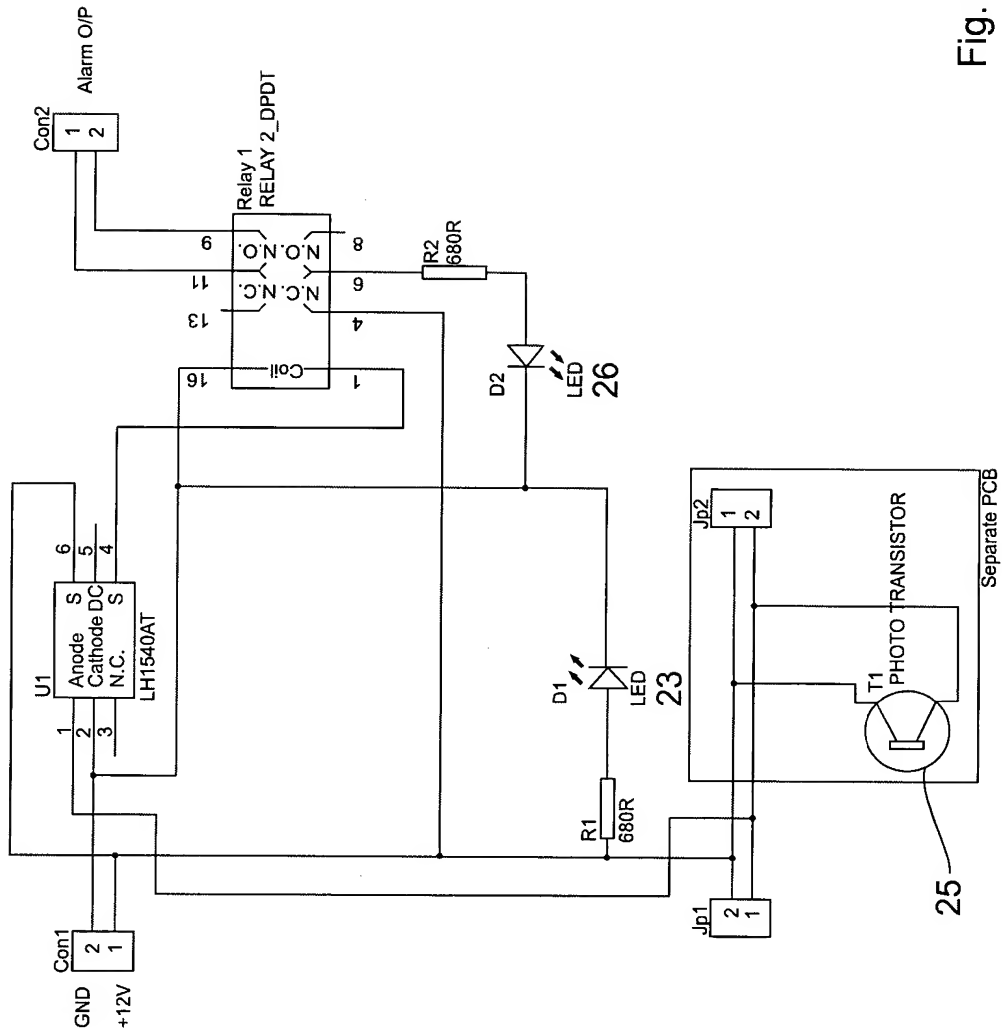 Con2
1
2
Alarm O/P
Relay 1
RELAY 2_DPDT
9
11
13
16
N.O.
N.C.
N.O.
N.C.
Coil
8
6
4
1
R2
680R
D2
LED
26
U1
1
2
3
Anode
Cathode
N.C.
S
DC
S
6
5
4
LH1540AT
Con1
GND
2
+12V
1
D1
LED
23
R1
680R
Jp1
2
1
Jp2
1
2
T1
PHOTO TRANSISTOR
Separate PCB
25
Fig.